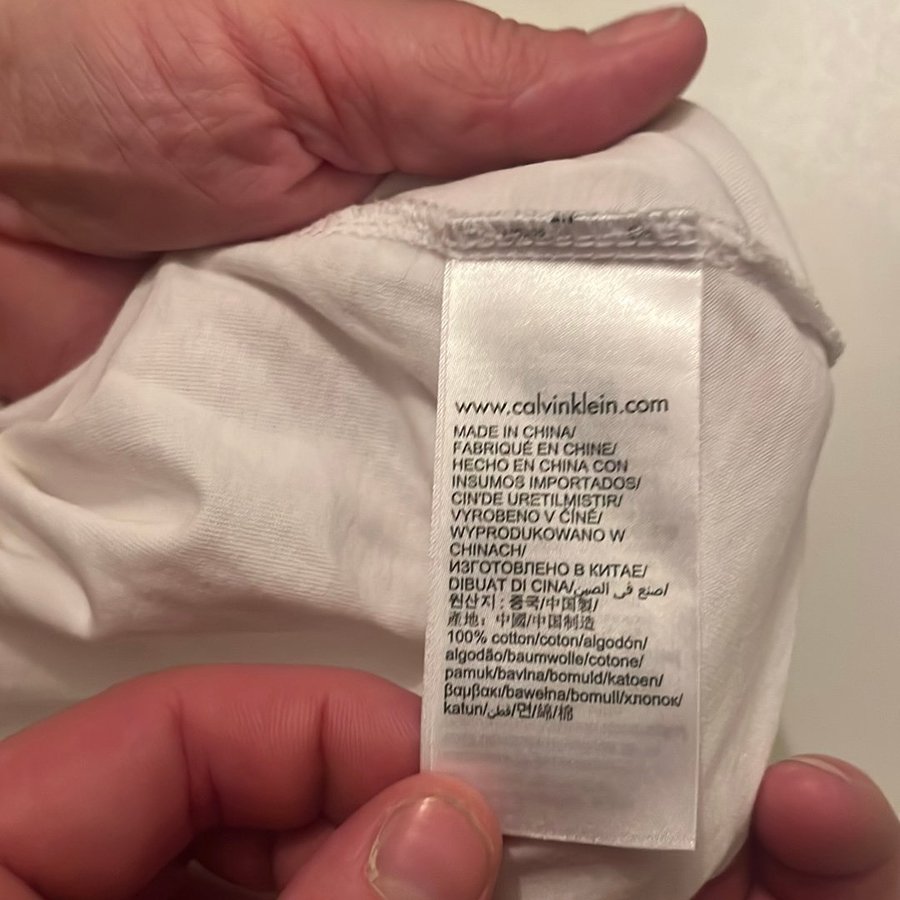 www.calvinklein.com
MADE IN CHINA/
FABRIQUÉ EN CHINE/
HECHO EN CHINA CON
INSUMOS IMPORTADOS/
CIN'DE URETILMISTIR/
VYROBENO V ČÍNĚ/
WYPRODUKOWANO W
CHINACH/
ИЗГОТОВЛЕНО В КИТАЕ/
DIBUAT DI CINA/صنع في الصين/
원산지 : 중국/中国製/
產地：中國/中国制造
100% cotton/coton/algodón/
algodão/baumwolle/cotone/
pamuk/bavlna/bomuld/katoen/
βαμβακι/bawełna/bomull/хлопок/
katun/قطن/면/綿/棉